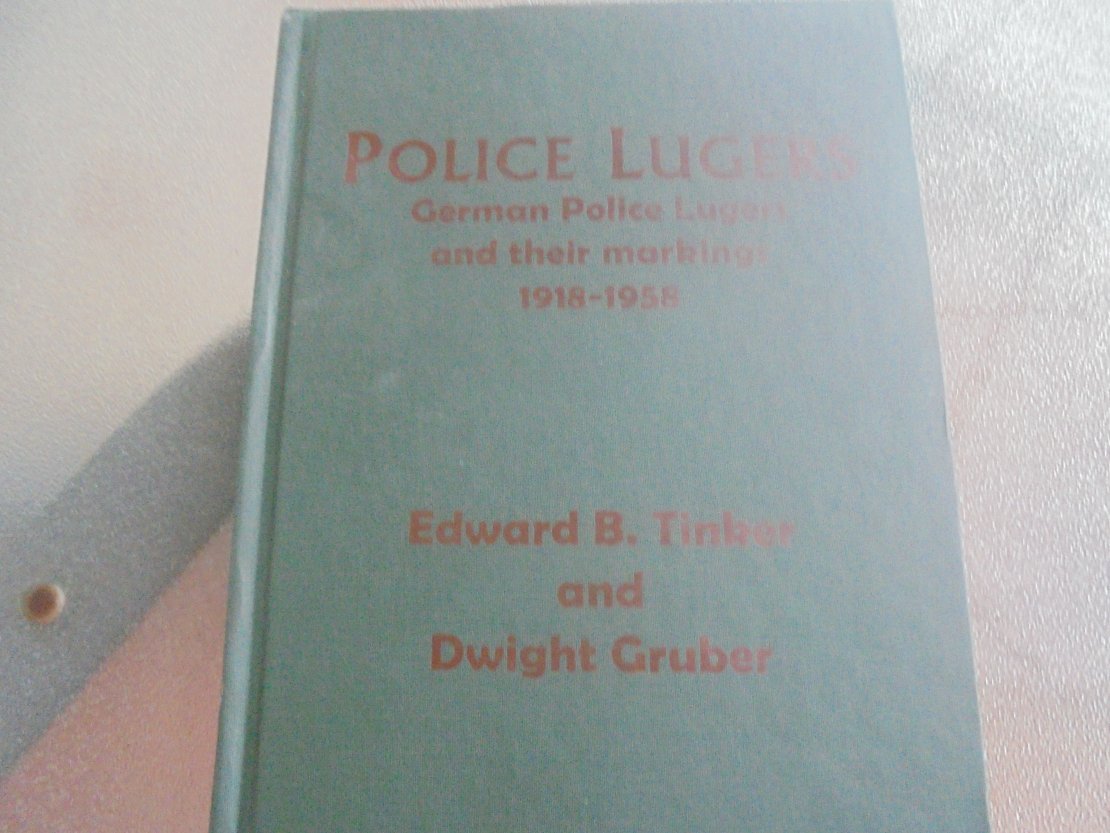 POLICE LUGERS
German Police Lugers
and their markings
1918-1958
Edward B. Tinker
and
Dwight Gruber